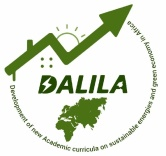 DALILA
Development of new Academic curricula on sustainable energies and green economy in Africa